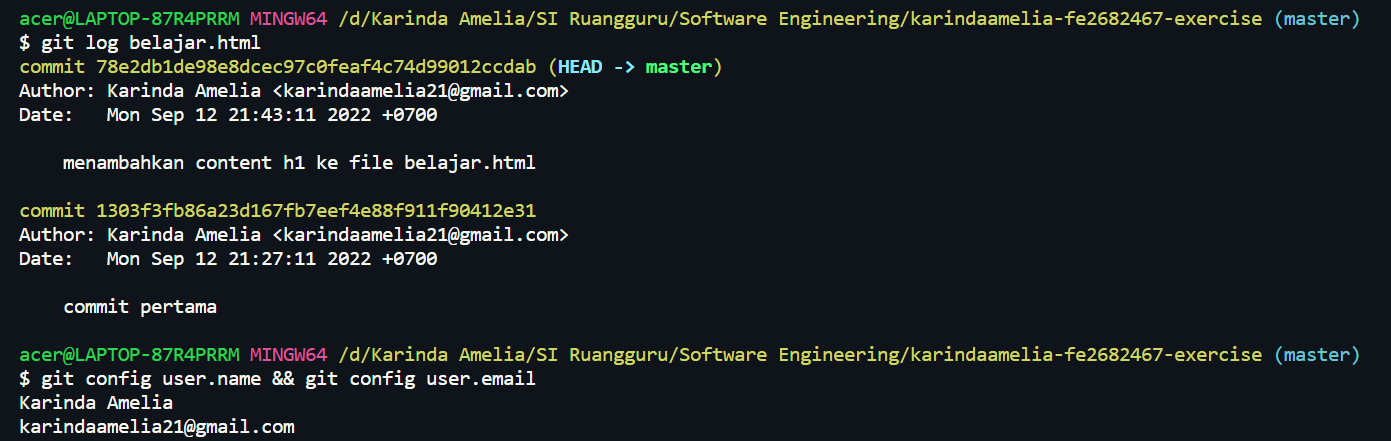 acer@LAPTOP-87R4PRRM MINGW64 /d/Karinda Amelia/SI Ruangguru/Software Engineering/karindaamelia-fe2682467-exercise (master)
$ git log belajar.html
commit 78e2db1de98e8dcec97c0feaf4c74d99012ccdab (HEAD -> master)
Author: Karinda Amelia <karindaamelia21@gmail.com>
Date:   Mon Sep 12 21:43:11 2022 +0700

    menambahkan content h1 ke file belajar.html

commit 1303f3fb86a23d167fb7eef4e88f911f90412e31
Author: Karinda Amelia <karindaamelia21@gmail.com>
Date:   Mon Sep 12 21:27:11 2022 +0700

    commit pertama

acer@LAPTOP-87R4PRRM MINGW64 /d/Karinda Amelia/SI Ruangguru/Software Engineering/karindaamelia-fe2682467-exercise (master)
$ git config user.name && git config user.email
Karinda Amelia
karindaamelia21@gmail.com